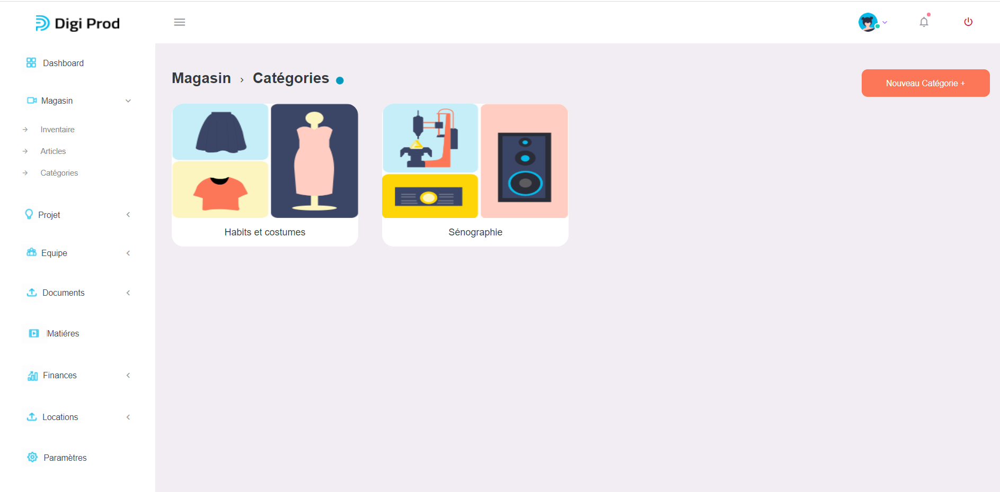 Digi Prod
Dashboard
Magasin
Inventaire
Articles
Catégories
Projet
Equipe
Documents
Matiéres
Finances
Locations
Paramètres
Magasin › Catégories
Nouveau Catégorie +
Habits et costumes
Sénographie